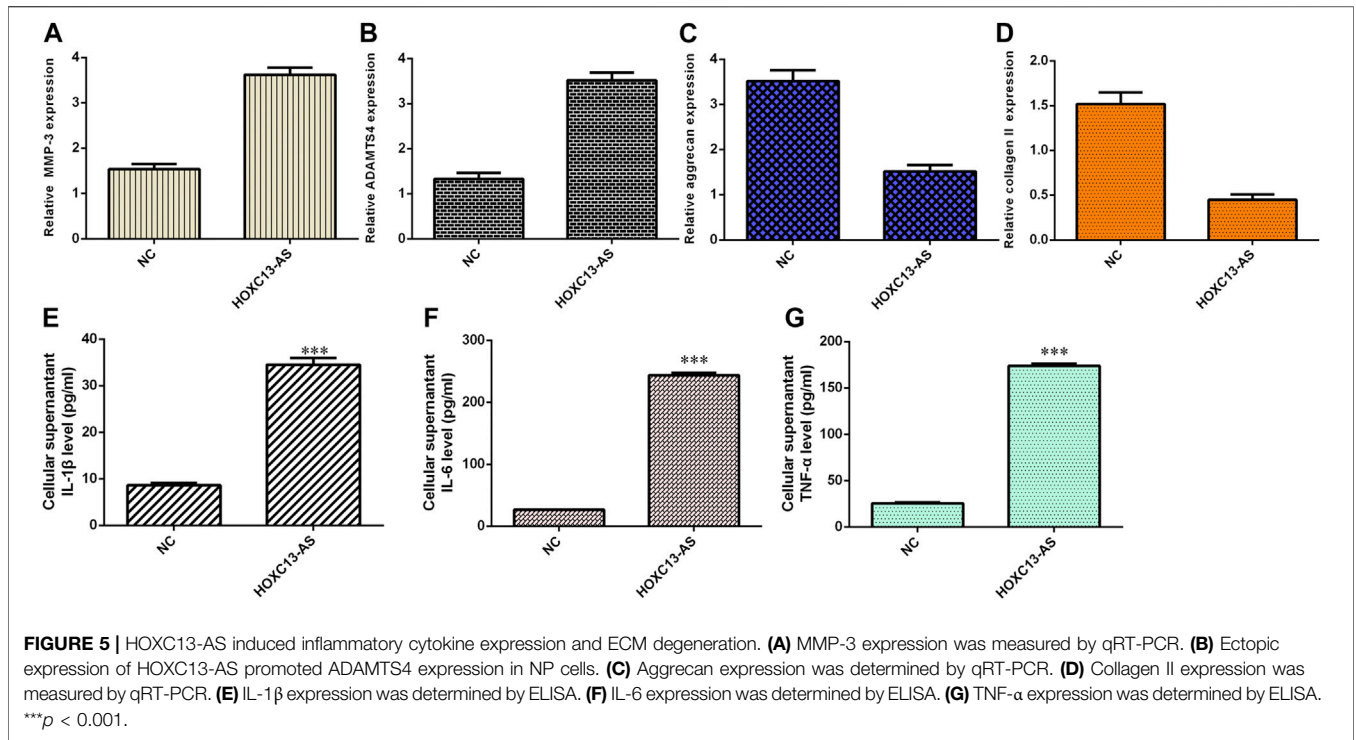 A
Relative MMP-3 expression
4
3
2
1
0
NC
HOXC13-AS
B
Relative ADAMTS4 expression
4
3
2
1
0
NC
HOXC13-AS
C
Relative aggrecan expression
4
3
2
1
0
NC
HOXC13-AS
D
Relative collagen II expression
2.0
1.5
1.0
0.5
0.0
NC
HOXC13-AS
E
Cellular supernantant
IL-1β level (pg/ml)
40
30
20
10
0
***
NC
HOXC13-AS
F
Cellular supernantant
IL-6 level (pg/ml)
300
200
100
0
***
NC
HOXC13-AS
G
Cellular supernantant
TNF-α level (pg/ml)
200
150
100
50
0
***
NC
HOXC13-AS
FIGURE 5 | HOXC13-AS induced inflammatory cytokine expression and ECM degeneration. (A) MMP-3 expression was measured by qRT-PCR. (B) Ectopic
expression of HOXC13-AS promoted ADAMTS4 expression in NP cells. (C) Aggrecan expression was determined by qRT-PCR. (D) Collagen II expression was
measured by qRT-PCR. (E) IL-1β expression was determined by ELISA. (F) IL-6 expression was determined by ELISA. (G) TNF-α expression was determined by ELISA.
***p < 0.001.